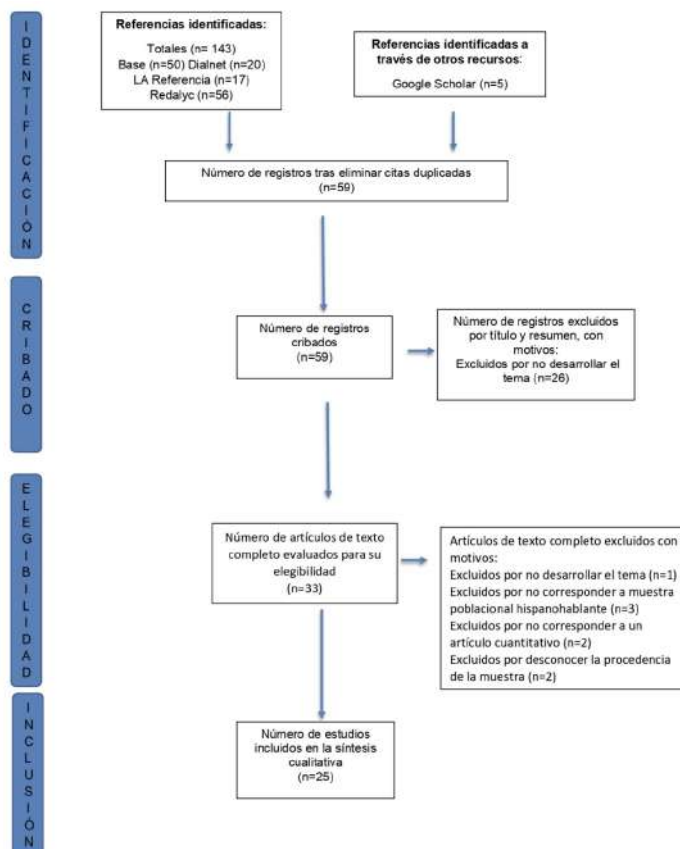 IDENTIFICACIÓN
Referencias identificadas:
Totales (n= 143)
Base (n=50) Dialnet (n=20)
LA Referencia (n=17)
Redalyc (n=56)
Referencias identificadas a
través de otros recursos:
Google Scholar (n=5)
Número de registros tras eliminar citas duplicadas
(n=59)
CRIBADO
Número de registros
cribados
(n=59)
Número de registros excluidos
por título y resumen, con
motivos:
Excluidos por no desarrollar el
tema (n=26)
ELEGIBILIDAD
Número de artículos de texto
completo evaluados para su
elegibilidad
(n=33)
Artículos de texto completo excluidos con
motivos:
Excluidos por no desarrollar el tema (n=1)
Excluidos por no corresponder a muestra
poblacional hispanohablante (n=3)
Excluidos por no corresponder a un
artículo cuantitativo (n=2)
Excluidos por desconocer la procedencia
de la muestra (n=2)
INCLUSIÓN
Número de estudios
incluidos en la síntesis
cualitativa
(n=25)